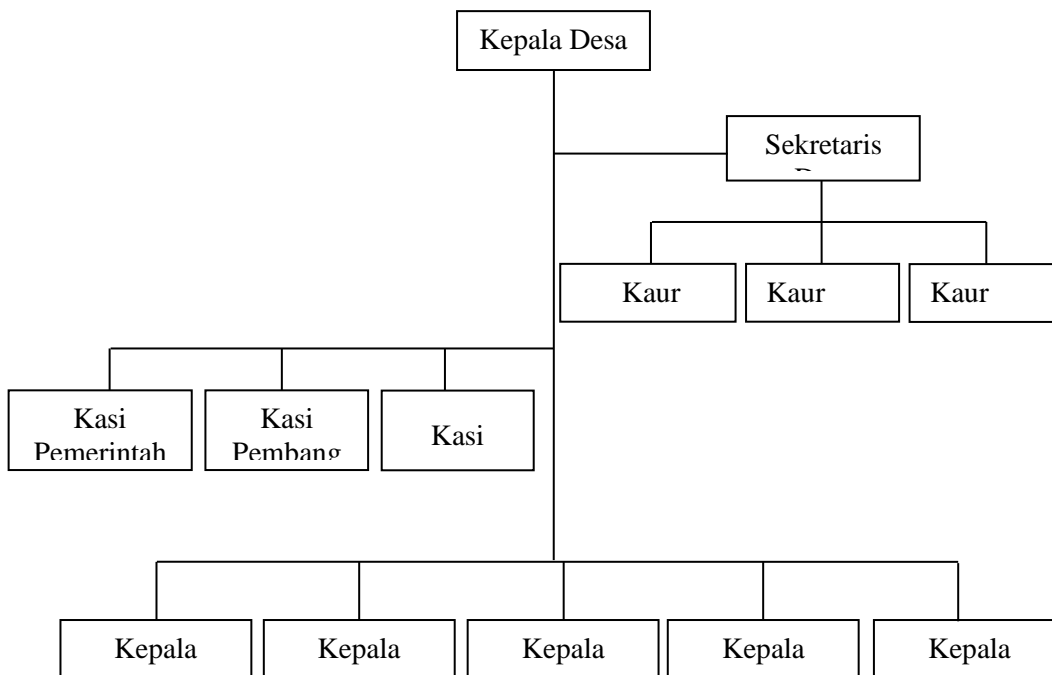 Kepala Desa
Sekretaris
Kaur
Kaur
Kaur
Kasi
Pemerintah
Kasi
Pembang
Kasi
Kepala
Kepala
Kepala
Kepala
Kepala